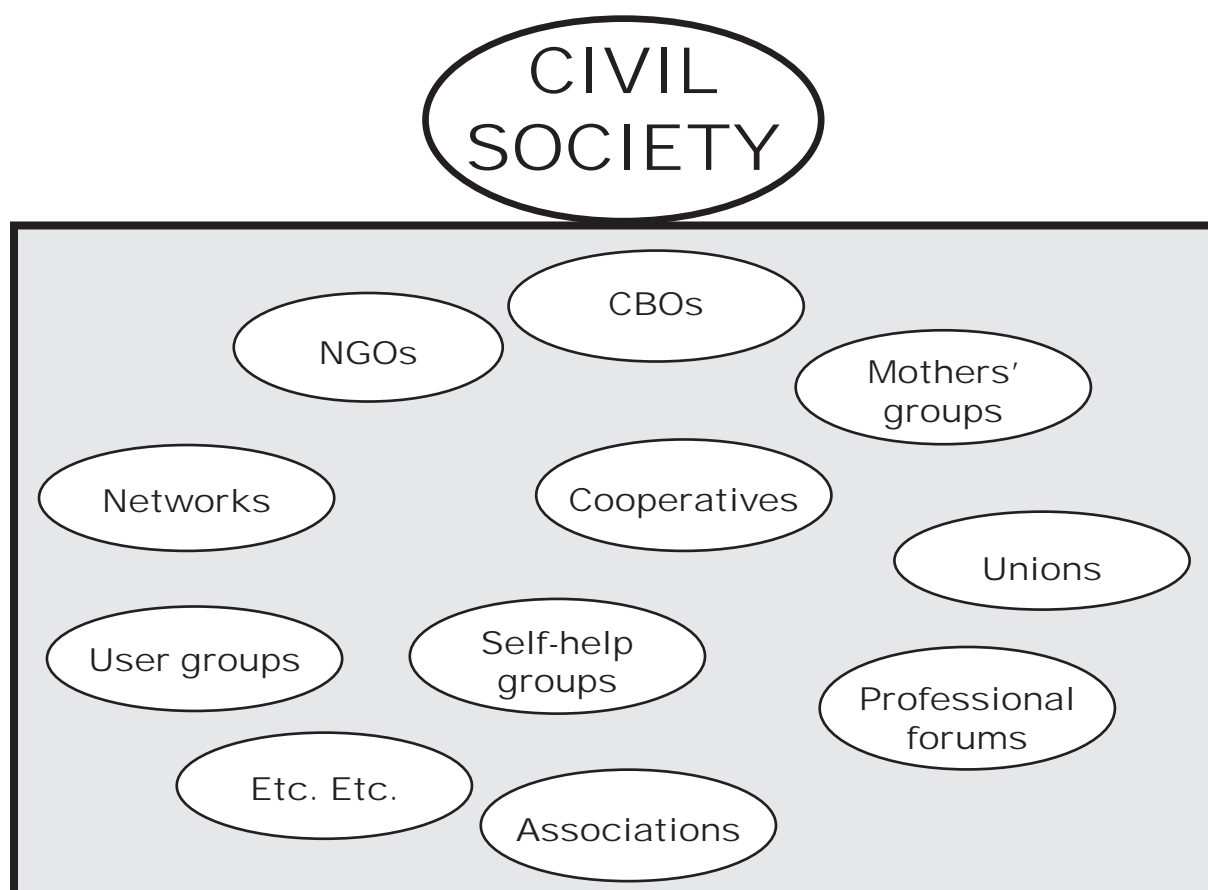 CIVIL
SOCIETY
CBOs
NGOs
Mothers’
groups
Networks
Cooperatives
Unions
User groups
Self-help
groups
Professional
forums
Etc. Etc.
Associations